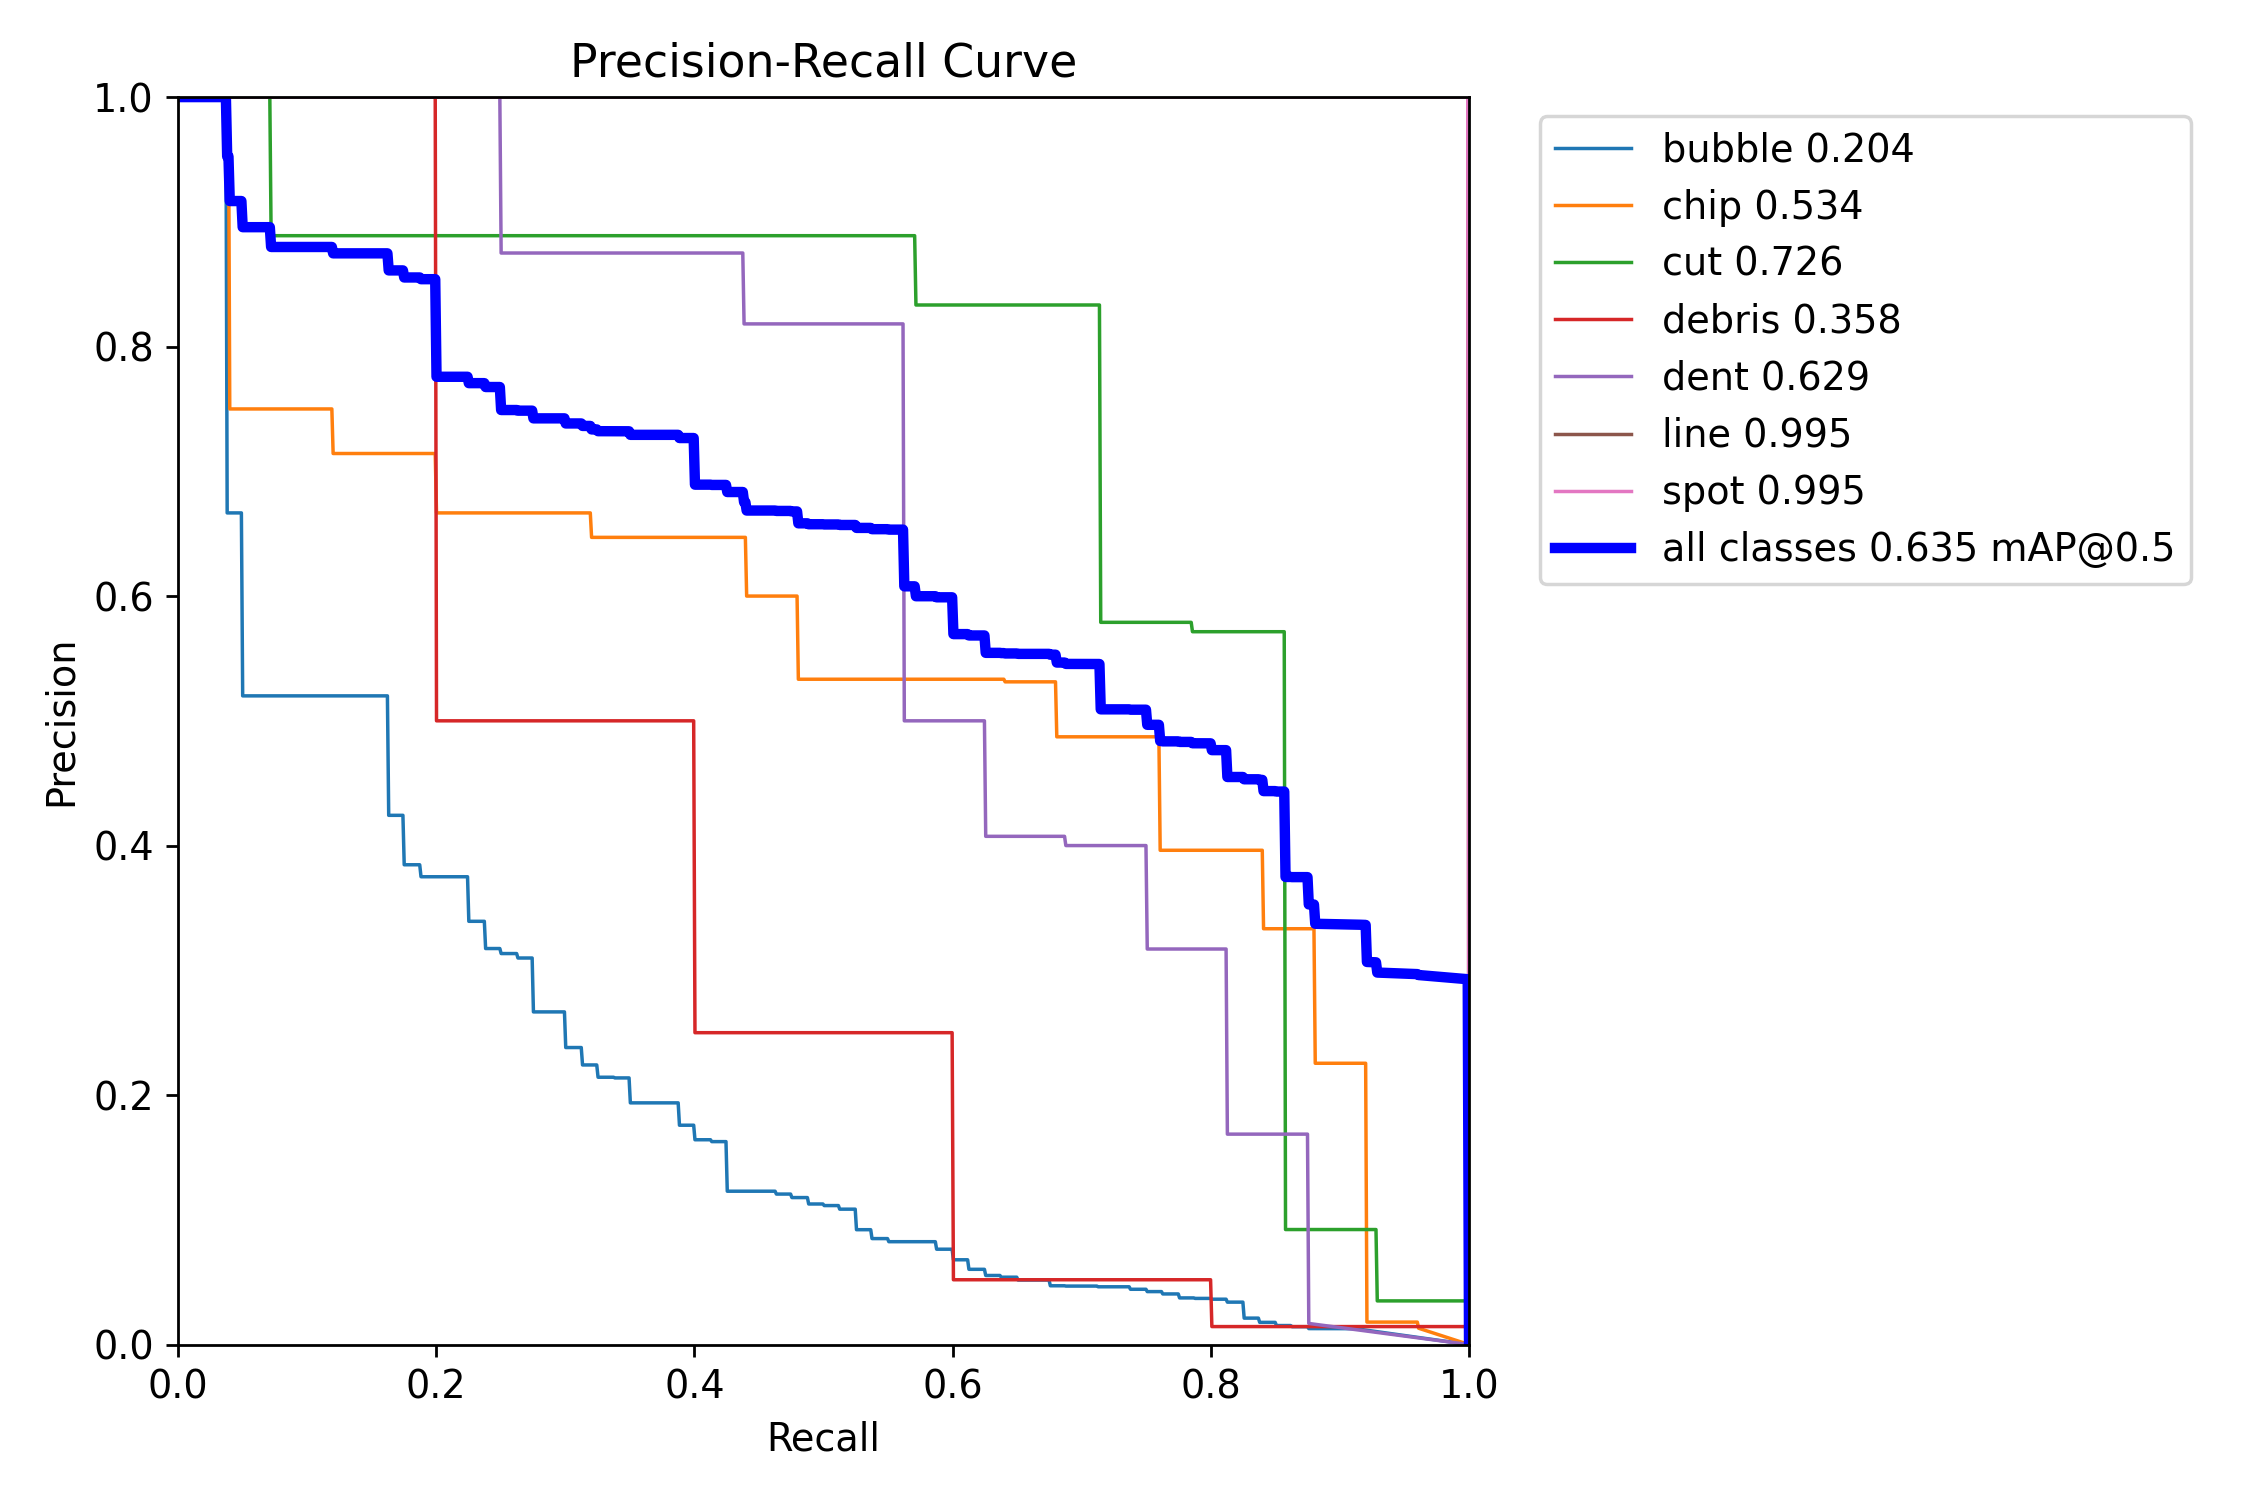 Precision-Recall Curve
1.0
0.8
0.6
0.4
0.2
0.0
Precision
0.0 0.2 0.4 0.6 0.8 1.0
Recall
bubble 0.204
chip 0.534
cut 0.726
debris 0.358
dent 0.629
line 0.995
spot 0.995
all classes 0.635 mAP@0.5